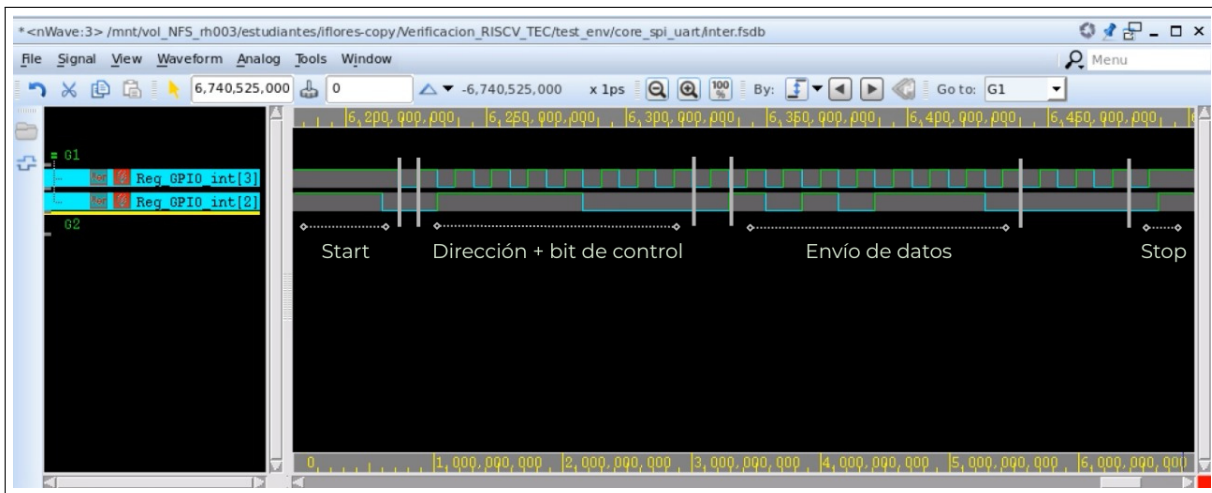 *<nWave:3> /mnt/vol_NFS_rh003/estudiantes/iflores-copy/Verificacion_RISCV_TEC/test_env/core_spi_uart/Inter.fsdb
File Signal View Waveform Analog Tools Window Menu
6,740,525,000 0 -6,740,525,000 x 1ps 100 % By: Go to: G1
6,200,000,000 6,250,000,000 6,300,000,000 6,350,000,000 6,400,000,000 6,450,000,000
G1
Reg_GPIO_int[3]
Reg_GPIO_int[2]
G2
Start Dirección + bit de control Envío de datos Stop
0 1,000,000,000 2,000,000,000 3,000,000,000 4,000,000,000 5,000,000,000 6,000,000,000